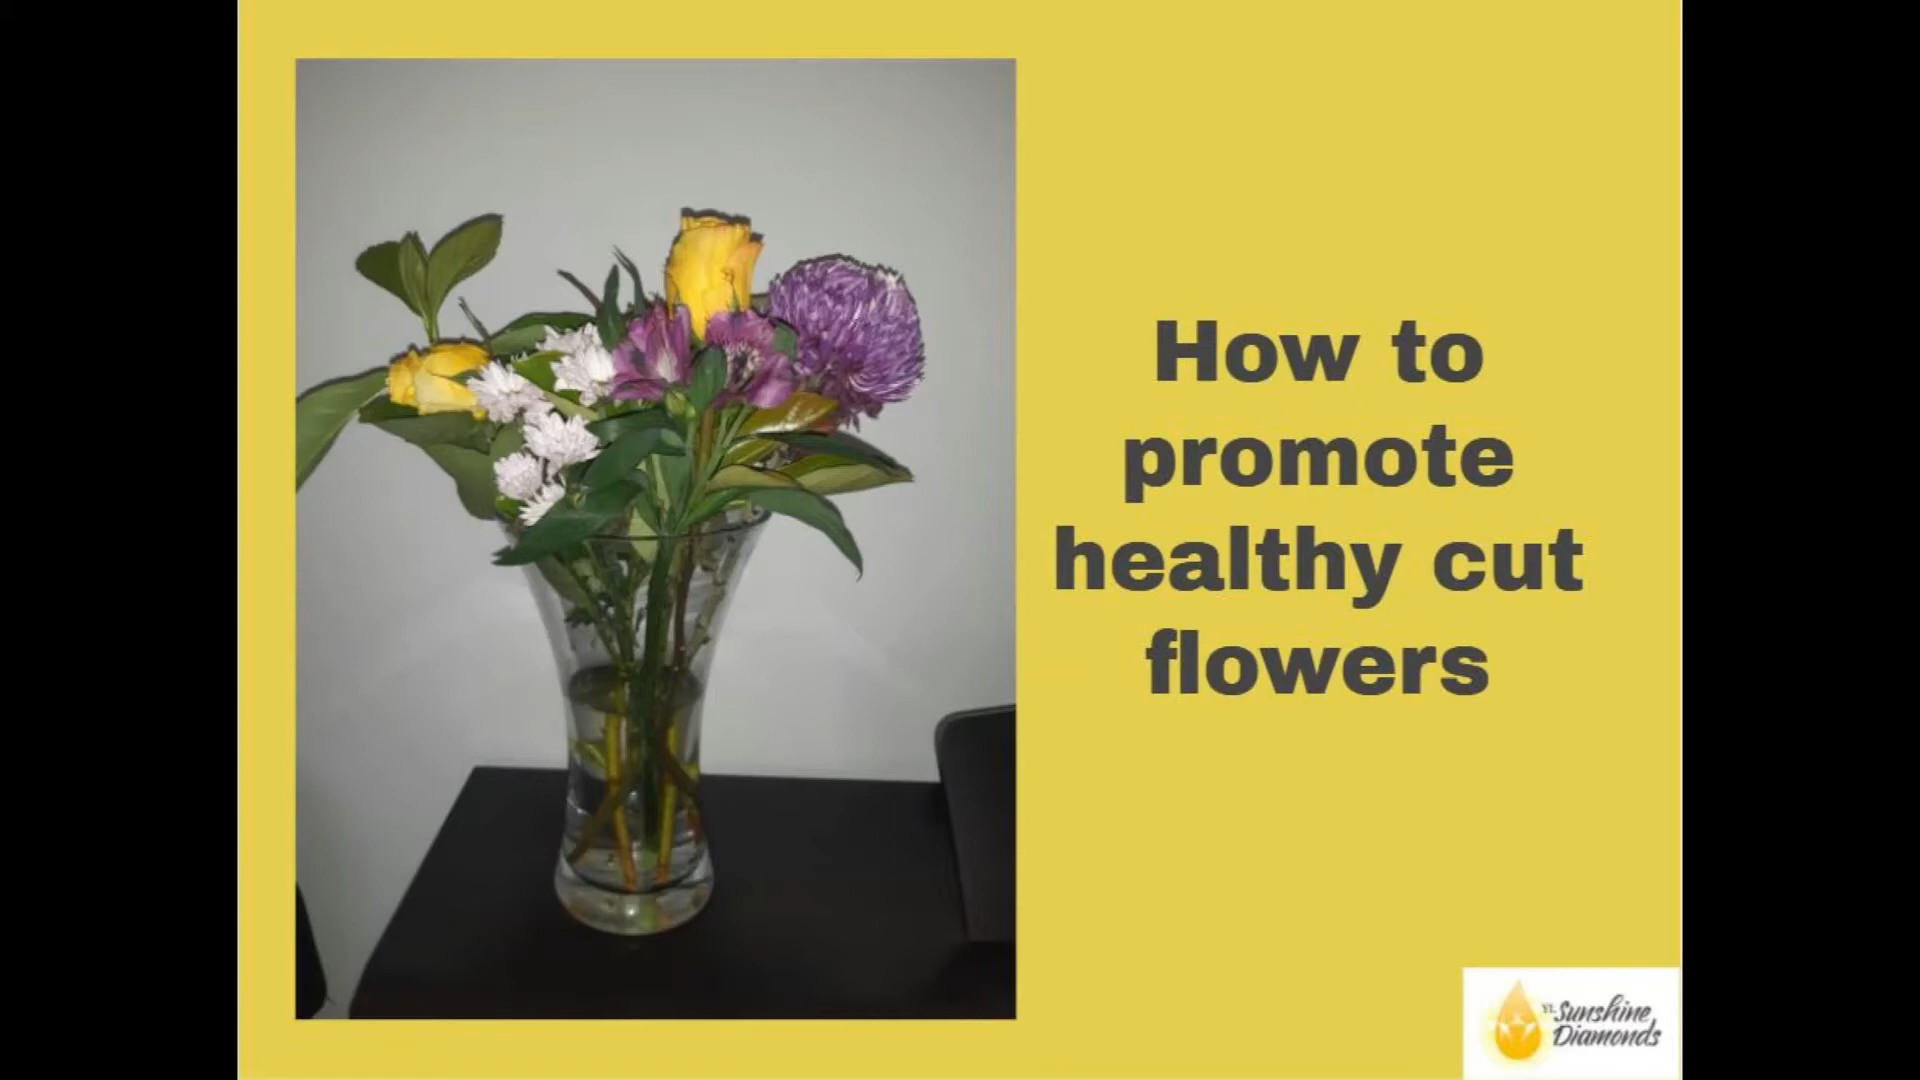 How to
promote
healthy cut
flowers
YL Sunshine
Diamonds